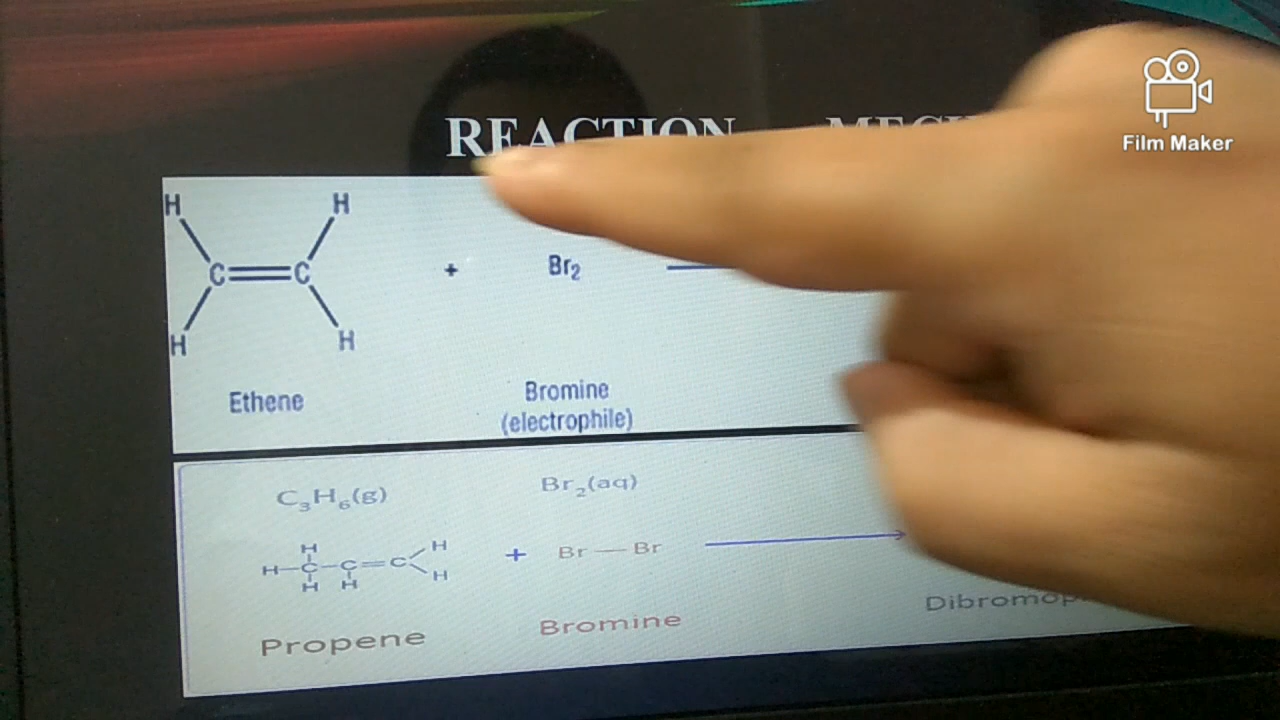 Film Maker
REACTION
H H
C C
H H
+ Br2
Ethene
Bromine
(electrophile)
C3H6(g)
Br2(aq)
H H
H C C C
H H H
+ Br — Br
Propene
Bromine